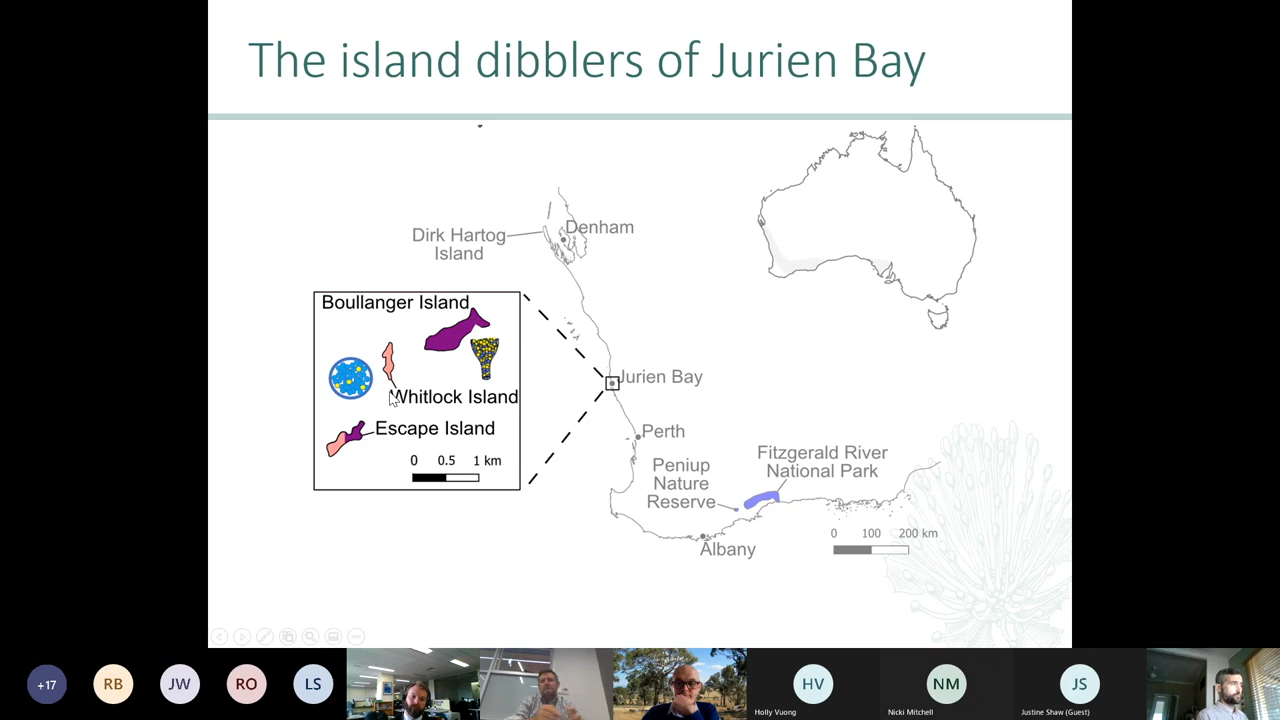 The island dibblers of Jurien Bay
Dirk Hartog
Island
Denham
Boullanger Island
Whitlock Island
Escape Island
0 0.5 1 km
Jurien Bay
Perth
Peniup
Nature
Reserve
Fitzgerald River
National Park
Albany
0 100 200 km
+17
RB
JW
RO
LS
HV
Holly Vuong
NM
Nicki Mitchell
JS
Justine Shaw (Guest)